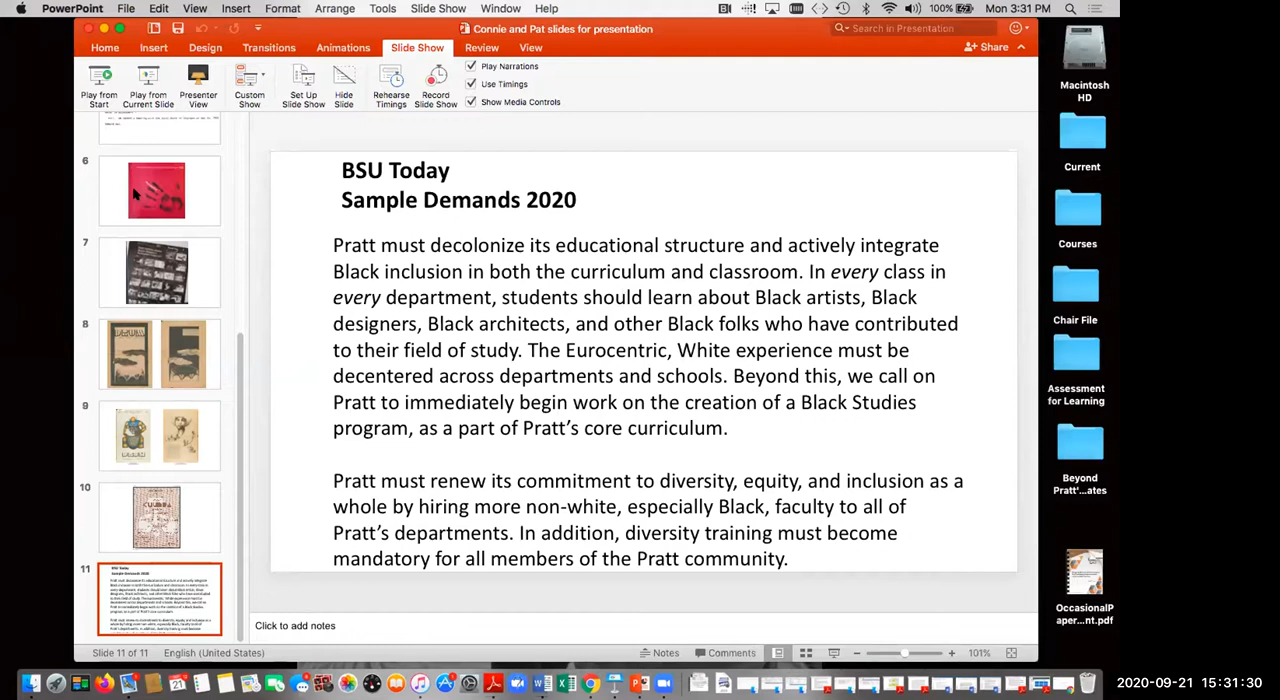 PowerPoint File Edit View Insert Format Arrange Tools Slide Show Window Help 100% Mon 3:31 PM
Connie and Pat slides for presentation
Search in Presentation
Home Insert Design Transitions Animations Slide Show Review View
Share
Play from Start
Play from Current Slide
Presenter View
Custom Show
Set Up Slide Show
Hide Slide
Rehearse Timings
Record Slide Show
Play Narrations
Use Timings
Show Media Controls
6
7
8
9
10
11
BSU Today
Sample Demands 2020
Pratt must decolonize its educational structure and actively integrate
Black inclusion in both the curriculum and classroom. In every class in
every department, students should learn about Black artists, Black
designers, Black architects, and other Black folks who have contributed
to their field of study. The Eurocentric, White experience must be
decentered across departments and schools. Beyond this, we call on
Pratt to immediately begin work on the creation of a Black Studies
program, as a part of Pratt’s core curriculum.
Pratt must renew its commitment to diversity, equity, and inclusion as a
whole by hiring more non-white, especially Black, faculty to all of
Pratt’s departments. In addition, diversity training must become
mandatory for all members of the Pratt community.
Click to add notes
Slide 11 of 11 English (United States)
Notes Comments 101%
Macintosh
HD
Current
Courses
Chair File
Assessment
for Learning
Beyond
Pratt'...ates
OccasionalP
aper...nt.pdf
2020-09-21 15:31:30